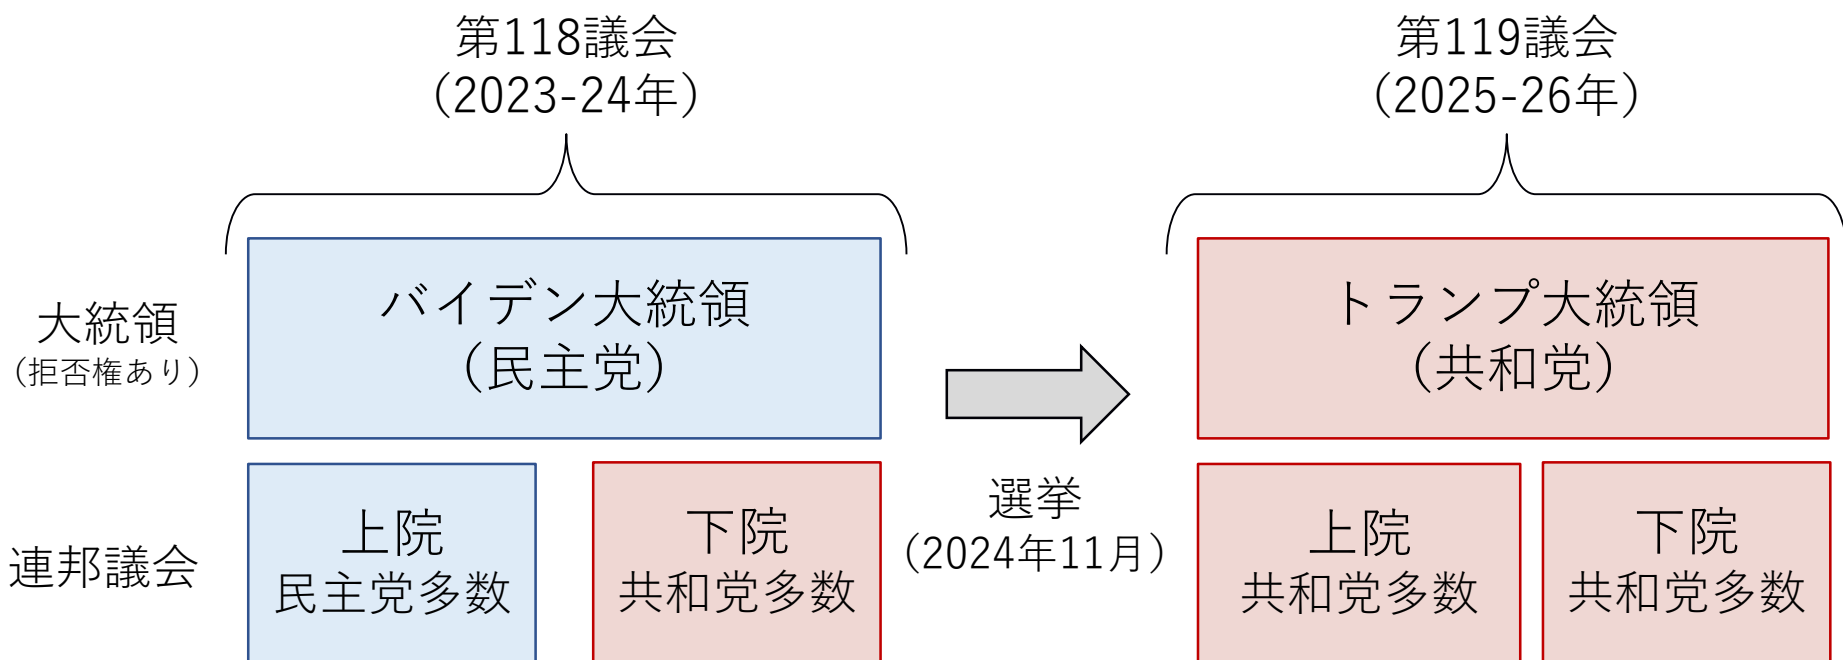 第118議会
（2023-24年）
第119議会
（2025-26年）
大統領
（拒否権あり）
バイデン大統領
（民主党）
トランプ大統領
（共和党）
連邦議会
上院
民主党多数
下院
共和党多数
選挙
（2024年11月）
上院
共和党多数
下院
共和党多数